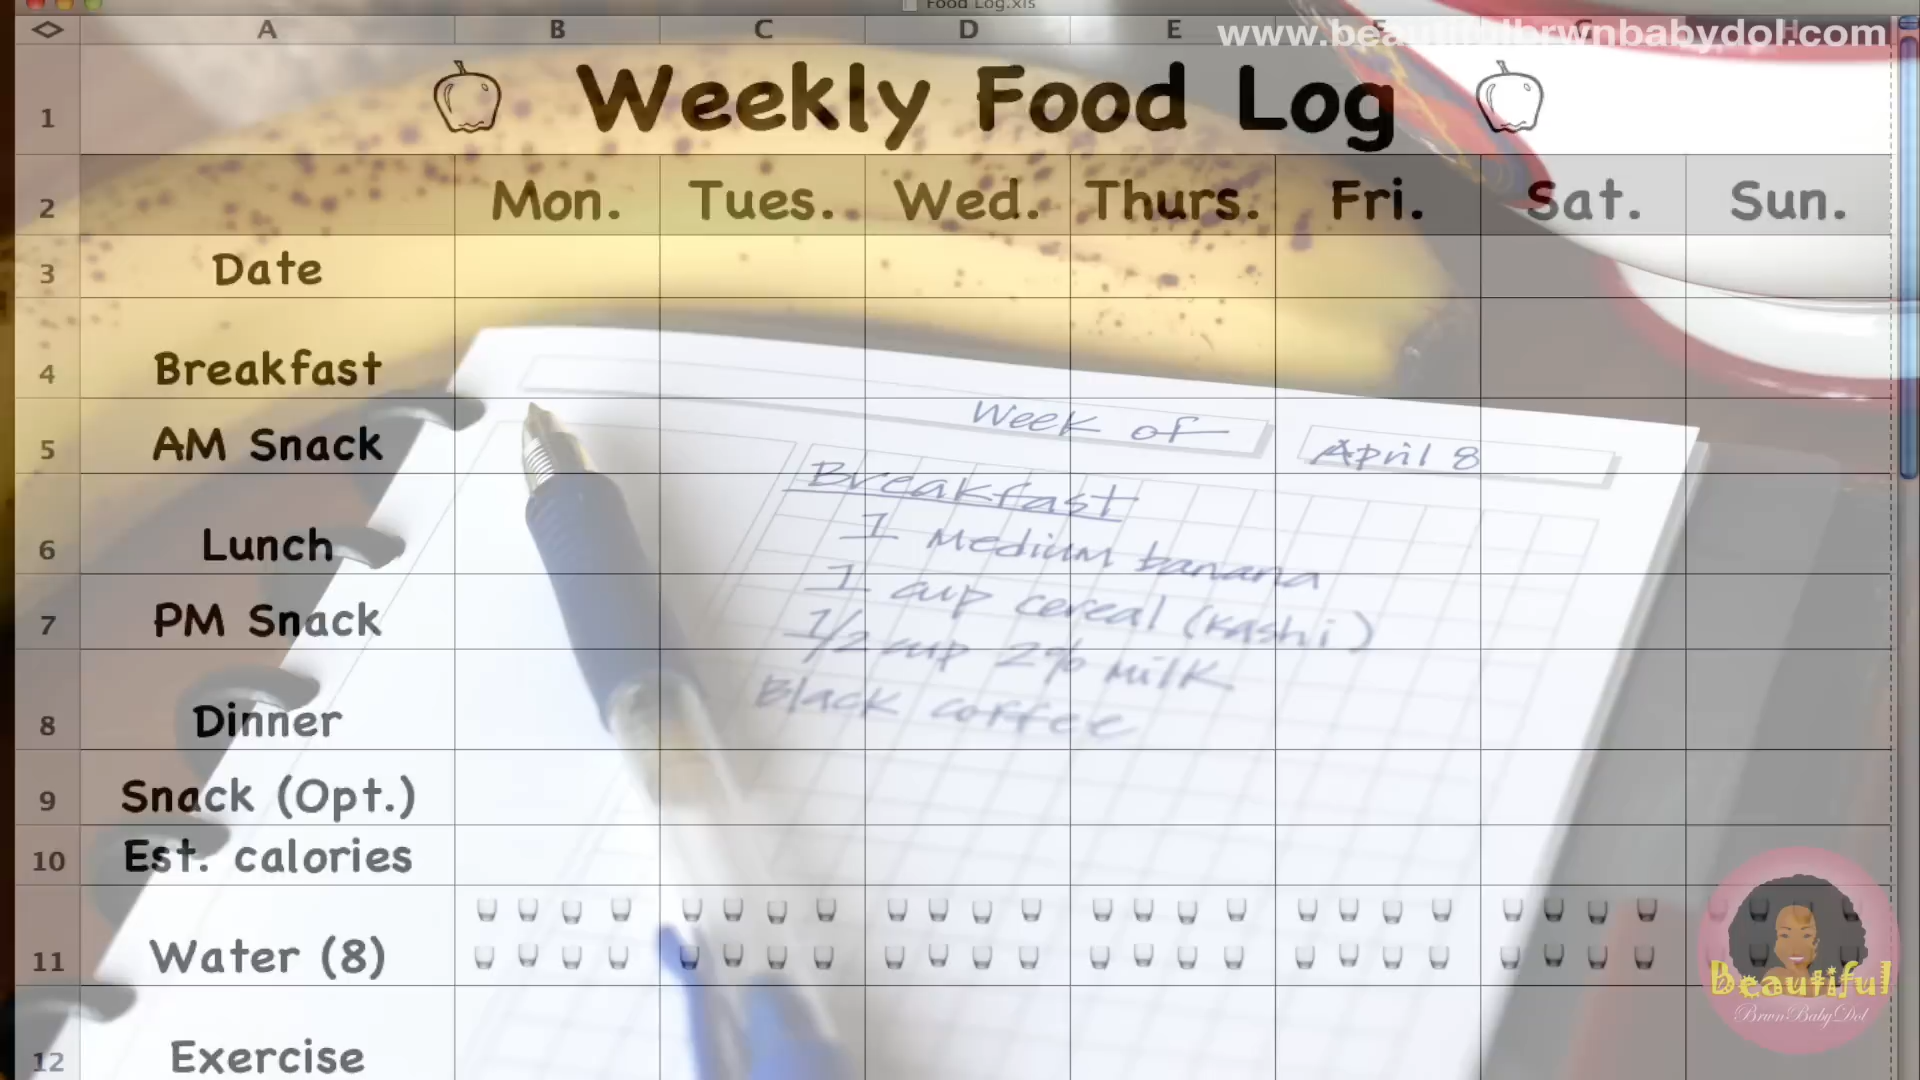 Food Log.xls
www.beautifulbrwnbabydol.com
A B C D E F G H
1 Weekly Food Log
2 Mon. Tues. Wed. Thurs. Fri. Sat. Sun.
3 Date
4 Breakfast
5 AM Snack
6 Lunch
7 PM Snack
8 Dinner
9 Snack (Opt.)
10 Est. calories
11 Water (8)
12 Exercise
Week of April 8
Breakfast
1 Medium banana
1 cup cereal (Kashi)
1/2 cup 2% milk
Black coffee
Beautiful
BrwnBabyDol